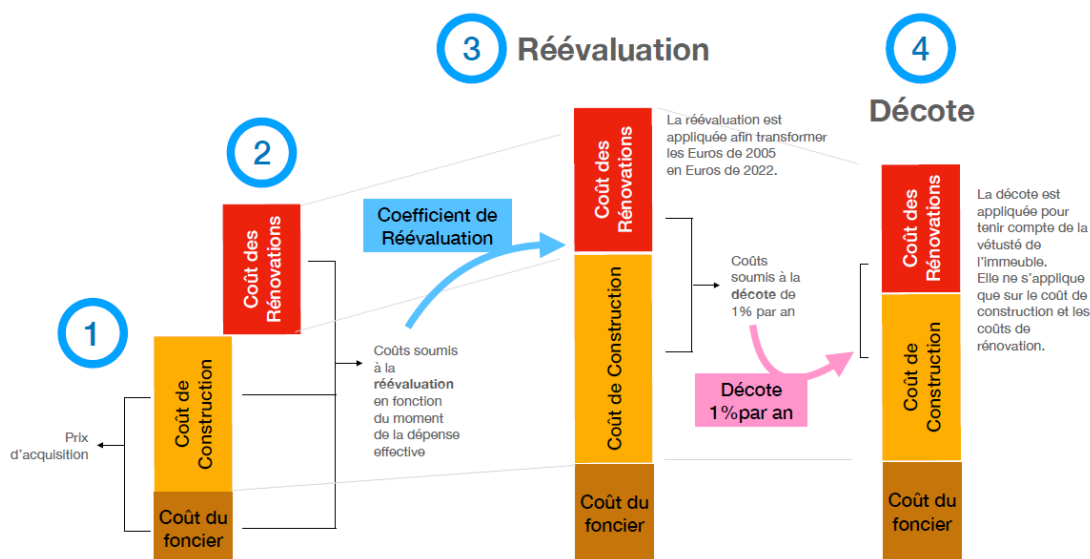 3
Réévaluation
4
Décote
2
1
Coût des
Rénovations
Coefficient de
Réévaluation
Coût de
Construction
Coût du
foncier
Prix
d'acquisition
Coûts soumis
à la
réévaluation
en fonction
du moment
de la dépense
effective
Coût des
Rénovations
Coût de Construction
Coût du
foncier
La réévaluation est
appliquée afin transformer
les Euros de 2005
en Euros de 2022.
Coûts
soumis à la
décote de
1% par an
Décote
1%par an
Coût des
Rénovations
Coût de
Construction
Coût du
foncier
La décote est
appliquée pour
tenir compte de la
vétusté de
l'immeuble.
Elle ne s'applique
que sur le coût de
construction et les
coûts de
rénovation.